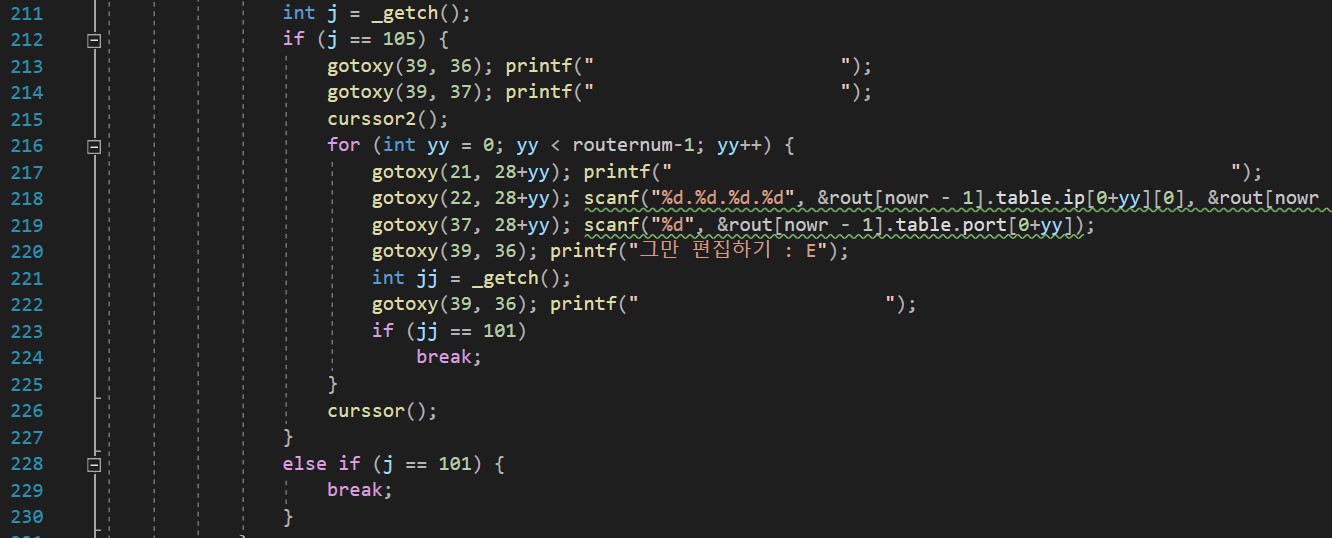 211 int j = _getch();
212 if (j == 105) {
213 gotoxy(39, 36); printf("                      ");
214 gotoxy(39, 37); printf("                      ");
215 curssor2();
216 for (int yy = 0; yy < routernum-1; yy++) {
217 gotoxy(21, 28+yy); printf("                                                  ");
218 gotoxy(22, 28+yy); scanf("%d.%d.%d.%d", &rout[nowr - 1].table.ip[0+yy][0], &rout[nowr
219 gotoxy(37, 28+yy); scanf("%d", &rout[nowr - 1].table.port[0+yy]);
220 gotoxy(39, 36); printf("그만 편집하기 : E");
221 int jj = _getch();
222 gotoxy(39, 36); printf("                      ");
223 if (jj == 101)
224 break;
225 }
226 curssor();
227 }
228 else if (j == 101) {
229 break;
230 }